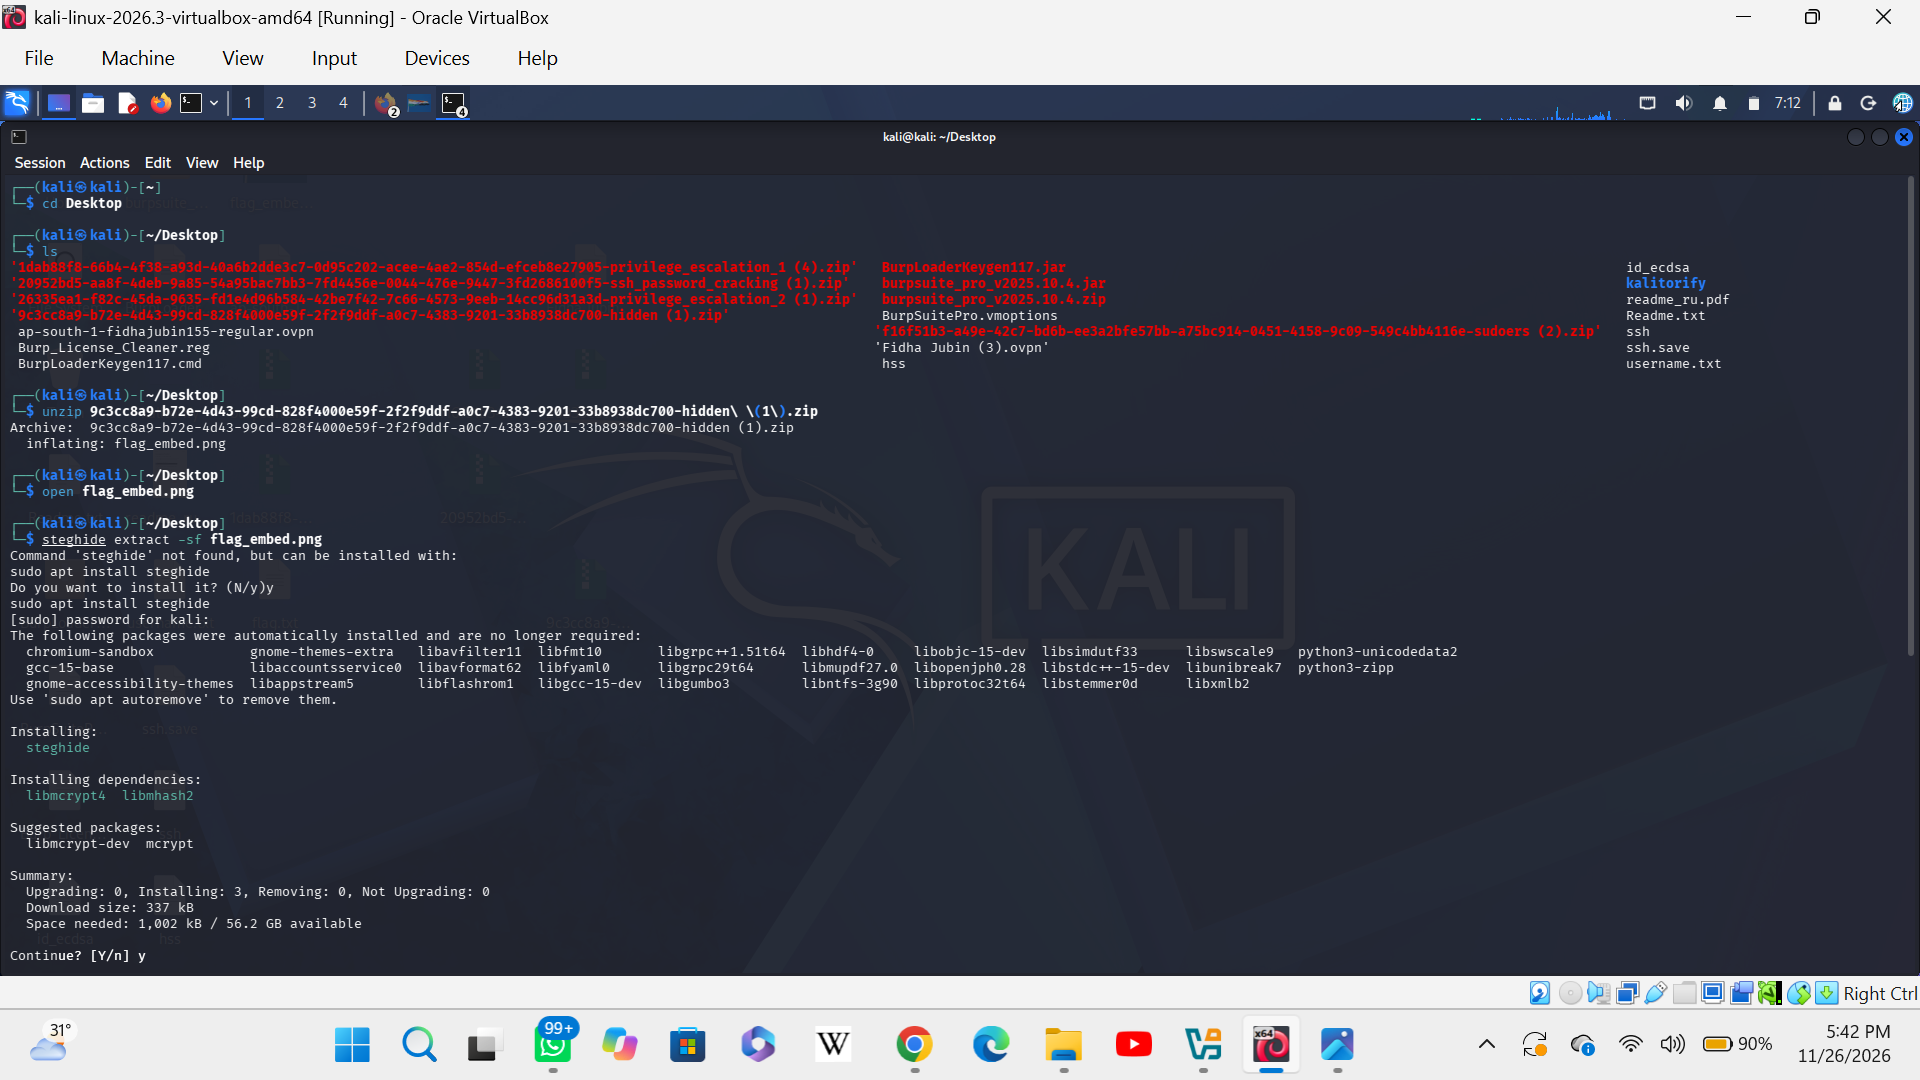 kali-linux-2026.3-virtualbox-amd64 [Running] - Oracle VirtualBox
File Machine View Input Devices Help
1 2 3 4 2 4 7:12
kali@kali: ~/Desktop
Session Actions Edit View Help
┌──(kali㉿kali)-[~]
└─$ cd Desktop
┌──(kali㉿kali)-[~/Desktop]
└─$ ls
'1dab88f8-66b4-4f38-a93d-40a6b2dde3c7-0d95c202-acee-4ae2-854d-efceb8e27905-privilege_escalation_1 (4).zip' BurpLoaderKeygen117.jar id_ecdsa
'20952bd5-aa8f-4deb-9a85-54a95bac7bb3-7fd4456e-0044-476e-9447-3fd2686100f5-ssh_password_cracking (1).zip' burpsuite_pro_v2025.10.4.jar kalitorify
'26335ea1-f82c-45da-9635-fd1e4d96b584-42be7f42-7c66-4573-9eeb-14cc96d31a3d-privilege_escalation_2 (1).zip' burpsuite_pro_v2025.10.4.zip readme_ru.pdf
'9c3cc8a9-b72e-4d43-99cd-828f4000e59f-2f2f9ddf-a0c7-4383-9201-33b8938dc700-hidden (1).zip' BurpSuitePro.vmoptions Readme.txt
ap-south-1-fidhajubin155-regular.ovpn 'f16f51b3-a49e-42c7-bd6b-ee3a2bfe57bb-a75bc914-0451-4158-9c09-549c4bb4116e-sudoers (2).zip' ssh
Burp_License_Cleaner.reg 'Fidha Jubin (3).ovpn' ssh.save
BurpLoaderKeygen117.cmd hss username.txt
┌──(kali㉿kali)-[~/Desktop]
└─$ unzip 9c3cc8a9-b72e-4d43-99cd-828f4000e59f-2f2f9ddf-a0c7-4383-9201-33b8938dc700-hidden\ \(1\).zip
Archive:  9c3cc8a9-b72e-4d43-99cd-828f4000e59f-2f2f9ddf-a0c7-4383-9201-33b8938dc700-hidden (1).zip
inflating: flag_embed.png
┌──(kali㉿kali)-[~/Desktop]
└─$ open flag_embed.png
┌──(kali㉿kali)-[~/Desktop]
└─$ steghide extract -sf flag_embed.png
Command 'steghide' not found, but can be installed with:
sudo apt install steghide
Do you want to install it? (N/y)y
sudo apt install steghide
[sudo] password for kali:
The following packages were automatically installed and are no longer required:
chromium-sandbox gnome-themes-extra libavfilter11 libfmt10 libgrpc++1.51t64 libhdf4-0 libobjc-15-dev libsimdutf33 libswscale9 python3-unicodedata2
gcc-15-base libaccountsservice0 libavformat62 libfyaml0 libgrpc29t64 libmupdf27.0 libopenjph0.28 libstdc++-15-dev libunibreak7 python3-zipp
gnome-accessibility-themes libappstream5 libflashrom1 libgcc-15-dev libgumbo3 libntfs-3g90 libprotoc32t64 libstemmer0d libxmlb2
Use 'sudo apt autoremove' to remove them.
Installing:
steghide
Installing dependencies:
libmcrypt4 libmhash2
Suggested packages:
libmcrypt-dev mcrypt
Summary:
Upgrading: 0, Installing: 3, Removing: 0, Not Upgrading: 0
Download size: 337 kB
Space needed: 1,002 kB / 56.2 GB available
Continue? [Y/n] y
KALI
Right Ctrl
31°
99+
W
x64
90%
5:42 PM
11/26/2026